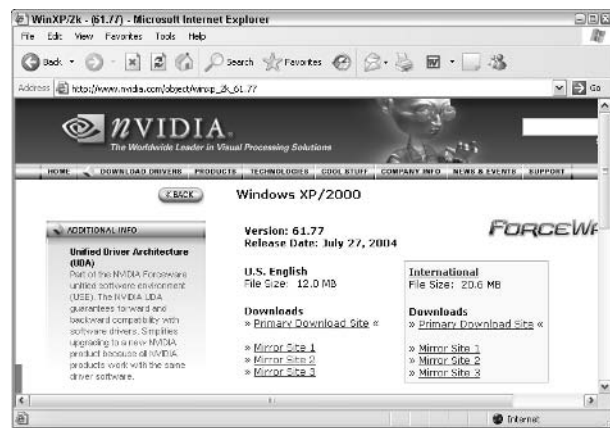 WinXP/2k - (61.77) - Microsoft Internet Explorer
File Edit View Favorites Tools Help
Back Search Favorites
Address http://www.nvidia.com/object/winxp_2k_61.77 Go
NVIDIA.
The Worldwide Leader in Visual Processing Solutions
HOME DOWNLOAD DRIVERS PRODUCTS TECHNOLOGIES COOL STUFF COMPANY INFO NEWS & EVENTS SUPPORT
BACK
Windows XP/2000
ADDITIONAL INFO
Unified Driver Architecture
(UDA)
Part of the NVIDIA Forceware
unified software environment
(USE). The NVIDIA UDA
guarantees forward and
backward compatibility with
software drivers. Simplifies
upgrading to a new NVIDIA
product because all NVIDIA
products work with the same
driver software.
Version: 61.77
Release Date: July 27, 2004
FORCEWA
U.S. English
File Size: 12.0 MB
Downloads
» Primary Download Site «
» Mirror Site 1
» Mirror Site 2
» Mirror Site 3
International
File Size: 20.6 MB
Downloads
» Primary Download Site «
» Mirror Site 1
» Mirror Site 2
» Mirror Site 3
Internet